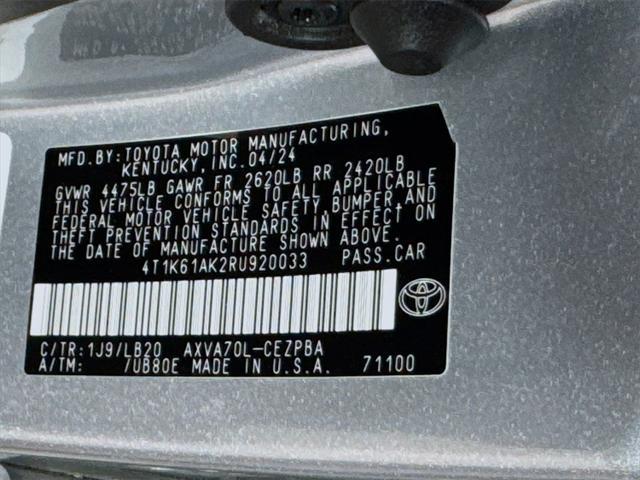 MFD.BY: TOYOTA MOTOR MANUFACTURING,
KENTUCKY, INC. 04/24
GVWR 4475LB GAWR FR 2620LB RR 2420LB
THIS VEHICLE CONFORMS TO ALL APPLICABLE
FEDERAL MOTOR VEHICLE SAFETY, BUMPER, AND
THEFT PREVENTION STANDARDS IN EFFECT ON
THE DATE OF MANUFACTURE SHOWN ABOVE.
4T1K61AK2RU920033 PASS.CAR
C/TR: 1J9/LB20 AXVA70L-CEZPBA
A/TM: /UB80E MADE IN U.S.A. 71100